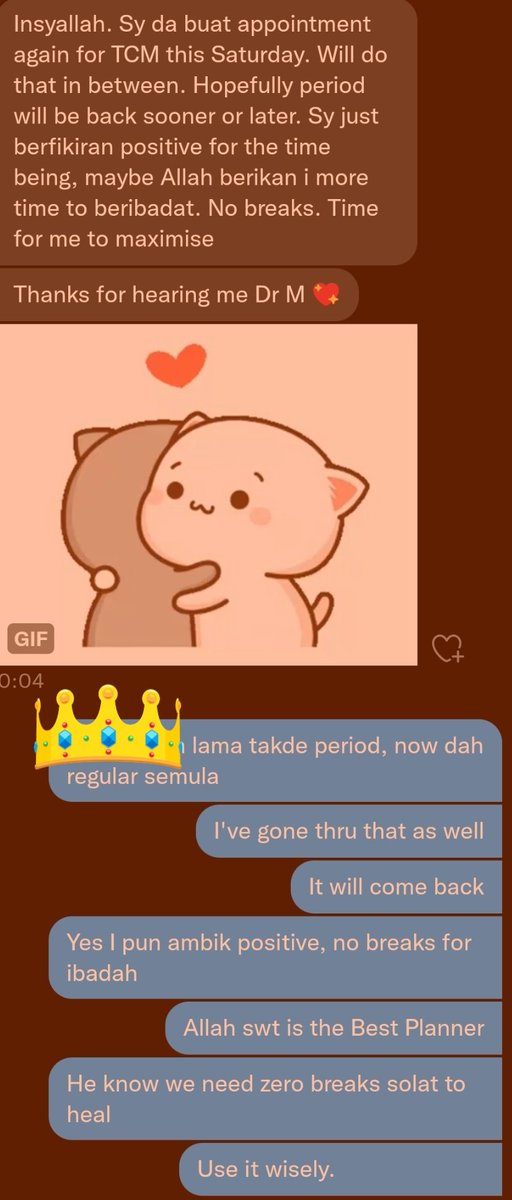 Insyallah. Sy da buat appointment
again for TCM this Saturday. Will do
that in between. Hopefully period
will be back sooner or later. Sy just
berfikiran positive for the time
being, maybe Allah berikan i more
time to beribadat. No breaks. Time
for me to maximise
Thanks for hearing me Dr M 💖
GIF
0:04
lama takde period, now dah
regular semula
I've gone thru that as well
It will come back
Yes I pun ambik positive, no breaks for
ibadah
Allah swt is the Best Planner
He know we need zero breaks solat to
heal
Use it wisely.